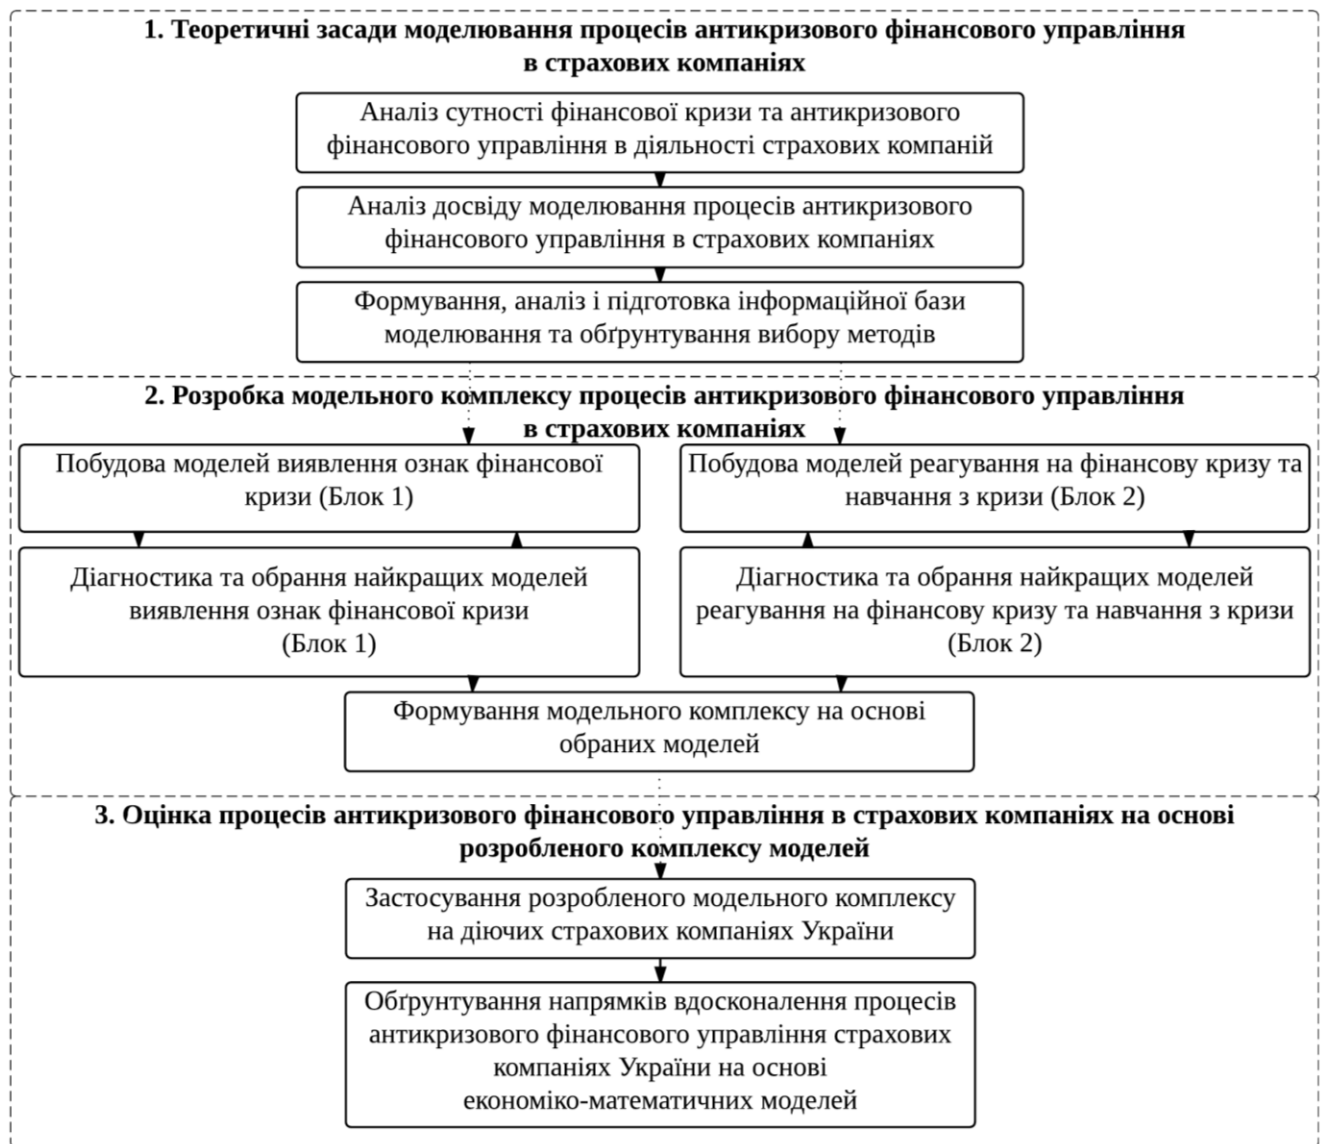 1. Теоретичні засади моделювання процесів антикризового фінансового управління
в страхових компаніях
Аналіз сутності фінансової кризи та антикризового
фінансового управління в діяльності страхових компаній
Аналіз досвіду моделювання процесів антикризового
фінансового управління в страхових компаніях
Формування, аналіз і підготовка інформаційної бази
моделювання та обґрунтування вибору методів
2. Розробка модельного комплексу процесів антикризового фінансового управління
в страхових компаніях
Побудова моделей виявлення ознак фінансової
кризи (Блок 1)
Побудова моделей реагування на фінансову кризу та
навчання з кризи (Блок 2)
Діагностика та обрання найкращих моделей
виявлення ознак фінансової кризи
(Блок 1)
Діагностика та обрання найкращих моделей
реагування на фінансову кризу та навчання з кризи
(Блок 2)
Формування модельного комплексу на основі
обраних моделей
3. Оцінка процесів антикризового фінансового управління в страхових компаніях на основі
розробленого комплексу моделей
Застосування розробленого модельного комплексу
на діючих страхових компаніях України
Обґрунтування напрямків вдосконалення процесів
антикризового фінансового управління страхових
компаніях України на основі
економіко-математичних моделей